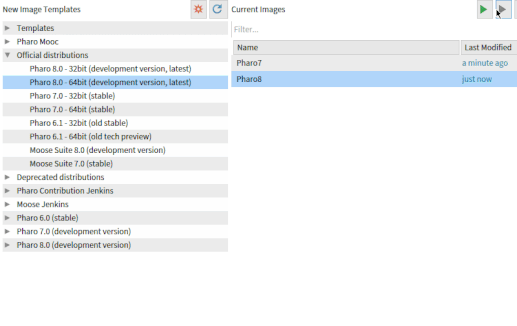 New Image Templates
Templates
Pharo Mooc
Official distributions
Pharo 8.0 - 32bit (development version, latest)
Pharo 8.0 - 64bit (development version, latest)
Pharo 7.0 - 32bit (stable)
Pharo 7.0 - 64bit (stable)
Pharo 6.1 - 32bit (old stable)
Pharo 6.1 - 64bit (old tech preview)
Moose Suite 8.0 (development version)
Moose Suite 7.0 (stable)
Deprecated distributions
Pharo Contribution Jenkins
Moose Jenkins
Pharo 6.0 (stable)
Pharo 7.0 (development version)
Pharo 8.0 (development version)
Current Images
Filter...
Name Last Modified
Pharo7 a minute ago
Pharo8 just now